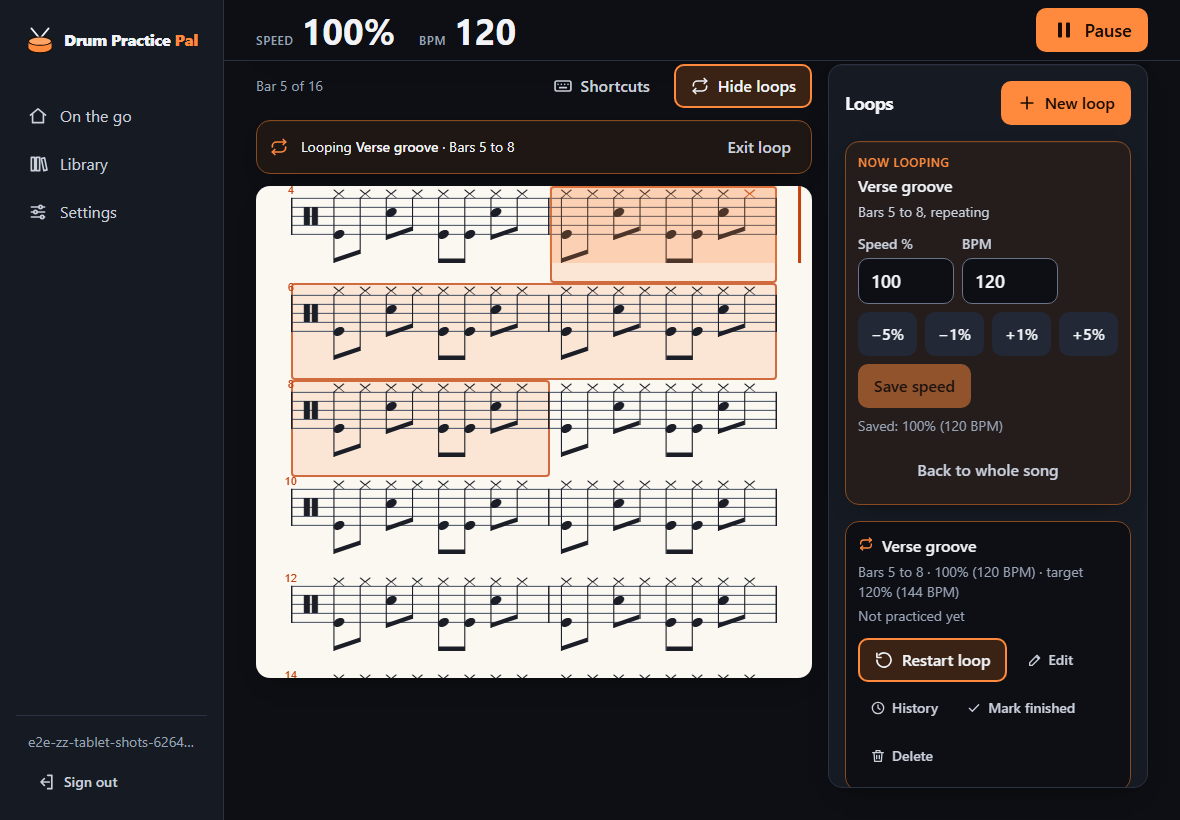 Drum Practice Pal
On the go
Library
Settings
e2e-zz-tablet-shots-6264...
Sign out
SPEED 100% BPM 120
Pause
Bar 5 of 16
Shortcuts
Hide loops
Looping Verse groove · Bars 5 to 8
Exit loop
4
6
8
10
12
14
Loops
New loop
NOW LOOPING
Verse groove
Bars 5 to 8, repeating
Speed % BPM
100 120
−5% −1% +1% +5%
Save speed
Saved: 100% (120 BPM)
Back to whole song
Verse groove
Bars 5 to 8 · 100% (120 BPM) · target
120% (144 BPM)
Not practiced yet
Restart loop
Edit
History
Mark finished
Delete